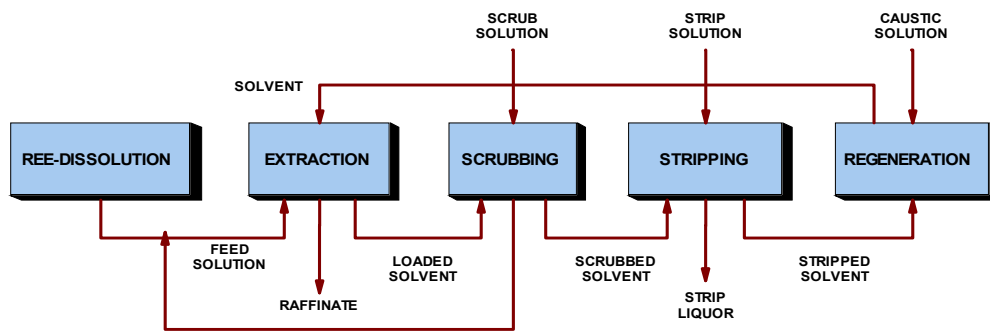 SCRUB
SOLUTION
STRIP
SOLUTION
CAUSTIC
SOLUTION
SOLVENT
REE-DISSOLUTION
EXTRACTION
SCRUBBING
STRIPPING
REGENERATION
FEED
SOLUTION
LOADED
SOLVENT
SCRUBBED
SOLVENT
STRIPPED
SOLVENT
RAFFINATE
STRIP
LIQUOR